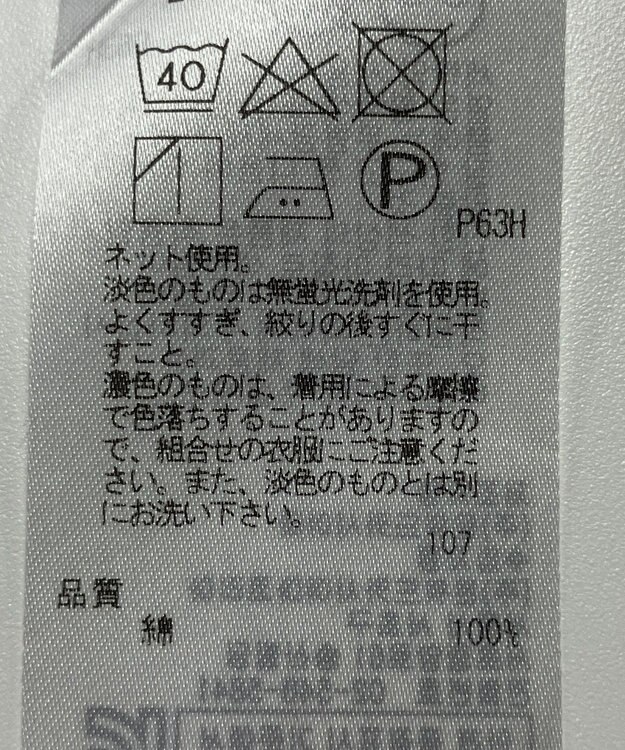 40
P
P63H
ネット使用。
淡色のものは無蛍光洗剤を使用。
よくすすぎ、絞りの後すぐに干
すこと。
濃色のものは、着用による摩擦
で色落ちすることがありますの
で、組合せの衣服にご注意くだ
さい。また、淡色のものとは別
にお洗い下さい。
107
品質
綿 100%